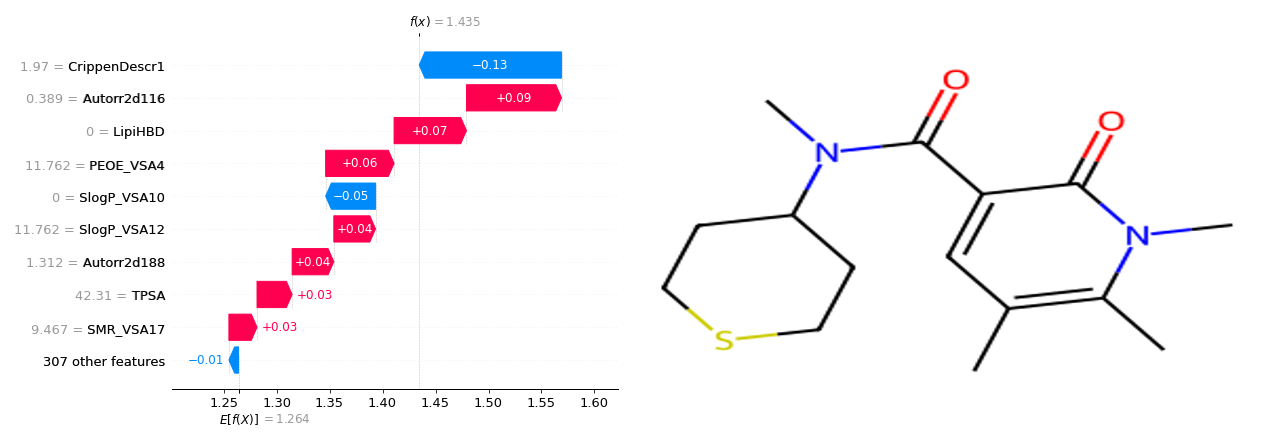 f(x) = 1.435
1.97 = CrippenDescr1
−0.13
0.389 = Autorr2d116
+0.09
0 = LipiHBD
+0.07
11.762 = PEOE_VSA4
+0.06
0 = SlogP_VSA10
−0.05
11.762 = SlogP_VSA12
+0.04
1.312 = Autorr2d188
+0.04
42.31 = TPSA
+0.03
9.467 = SMR_VSA17
+0.03
307 other features
−0.01
1.25 1.30 1.35 1.40 1.45 1.50 1.55 1.60
E[f(X)] = 1.264
O
O
N
N
S